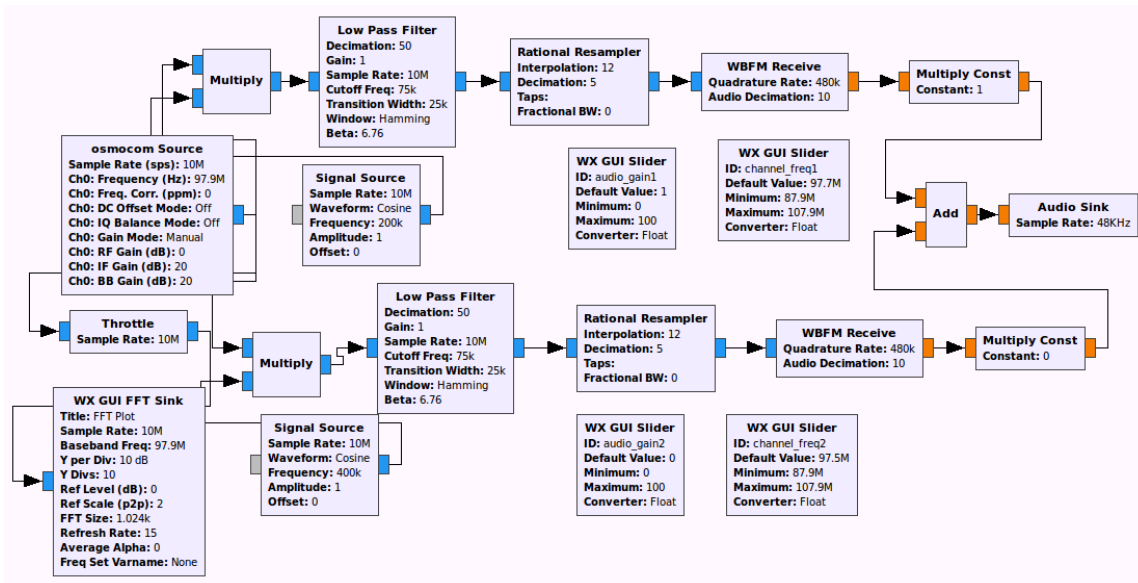 Multiply
Low Pass Filter
Decimation: 50
Gain: 1
Sample Rate: 10M
Cutoff Freq: 75k
Transition Width: 25k
Window: Hamming
Beta: 6.76
Rational Resampler
Interpolation: 12
Decimation: 5
Taps:
Fractional BW: 0
WBFM Receive
Quadrature Rate: 480k
Audio Decimation: 10
Multiply Const
Constant: 1
osmocom Source
Sample Rate (sps): 10M
Ch0: Frequency (Hz): 97.9M
Ch0: Freq. Corr. (ppm): 0
Ch0: DC Offset Mode: Off
Ch0: IQ Balance Mode: Off
Ch0: Gain Mode: Manual
Ch0: RF Gain (dB): 0
Ch0: IF Gain (dB): 20
Ch0: BB Gain (dB): 20
Signal Source
Sample Rate: 10M
Waveform: Cosine
Frequency: 200k
Amplitude: 1
Offset: 0
WX GUI Slider
ID: audio_gain1
Default Value: 1
Minimum: 0
Maximum: 100
Converter: Float
WX GUI Slider
ID: channel_freq1
Default Value: 97.7M
Minimum: 87.9M
Maximum: 107.9M
Converter: Float
Add
Audio Sink
Sample Rate: 48KHz
Throttle
Sample Rate: 10M
Multiply
Low Pass Filter
Decimation: 50
Gain: 1
Sample Rate: 10M
Cutoff Freq: 75k
Transition Width: 25k
Window: Hamming
Beta: 6.76
Rational Resampler
Interpolation: 12
Decimation: 5
Taps:
Fractional BW: 0
WBFM Receive
Quadrature Rate: 480k
Audio Decimation: 10
Multiply Const
Constant: 0
WX GUI FFT Sink
Title: FFT Plot
Sample Rate: 10M
Baseband Freq: 97.9M
Y per Div: 10 dB
Y Divs: 10
Ref Level (dB): 0
Ref Scale (p2p): 2
FFT Size: 1.024k
Refresh Rate: 15
Average Alpha: 0
Freq Set Varname: None
Signal Source
Sample Rate: 10M
Waveform: Cosine
Frequency: 400k
Amplitude: 1
Offset: 0
WX GUI Slider
ID: audio_gain2
Default Value: 0
Minimum: 0
Maximum: 100
Converter: Float
WX GUI Slider
ID: channel_freq2
Default Value: 97.5M
Minimum: 87.9M
Maximum: 107.9M
Converter: Float